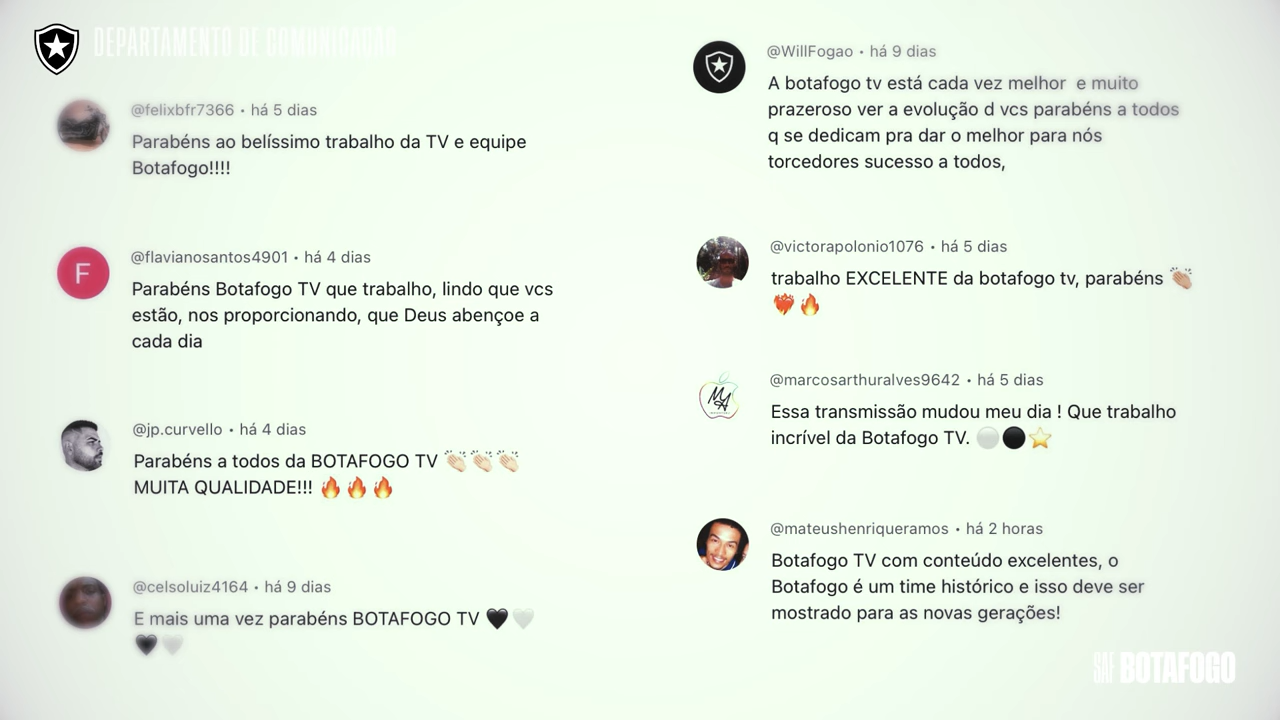 DEPARTAMENTO DE COMUNICAÇÃO
@felixbfr7366 • há 5 dias
Parabéns ao belíssimo trabalho da TV e equipe
Botafogo!!!!
F
@flavianosantos4901 • há 4 dias
Parabéns Botafogo TV que trabalho, lindo que vcs
estão, nos proporcionando, que Deus abençoe a
cada dia
@jp.curvello • há 4 dias
Parabéns a todos da BOTAFOGO TV 👏🏻👏🏻👏🏻
MUITA QUALIDADE!!! 🔥🔥🔥
@celsoluiz4164 • há 9 dias
E mais uma vez parabéns BOTAFOGO TV 🖤🤍
🖤🤍
@WillFogao • há 9 dias
A botafogo tv está cada vez melhor  e muito
prazeroso ver a evolução d vcs parabéns a todos
q se dedicam pra dar o melhor para nós
torcedores sucesso a todos,
@victorapolonio1076 • há 5 dias
trabalho EXCELENTE da botafogo tv, parabéns 👏🏼
❤️‍🔥🔥
MA
@marcosarthuralves9642 • há 5 dias
Essa transmissão mudou meu dia ! Que trabalho
incrível da Botafogo TV. ⚪⚫⭐
@mateushenriqueramos • há 2 horas
Botafogo TV com conteúdo excelentes, o
Botafogo é um time histórico e isso deve ser
mostrado para as novas gerações!
SAF BOTAFOGO